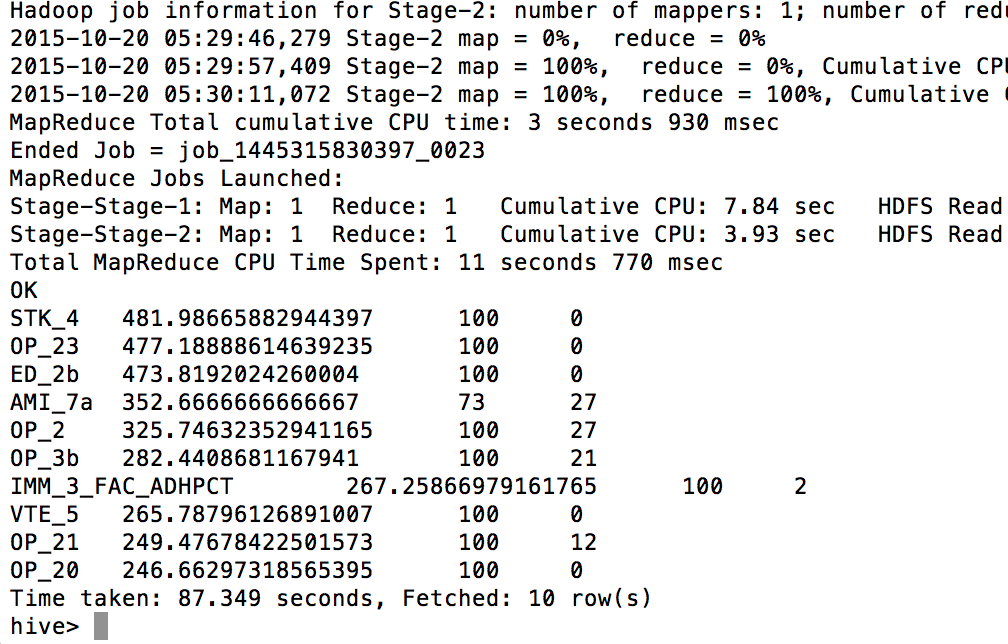 Hadoop job information for Stage-2: number of mappers: 1; number of
2015-10-20 05:29:46,279 Stage-2 map = 0%,  reduce = 0%
2015-10-20 05:29:57,409 Stage-2 map = 100%,  reduce = 0%, Cumulative
2015-10-20 05:30:11,072 Stage-2 map = 100%,  reduce = 100%, Cumulative
MapReduce Total cumulative CPU time: 3 seconds 930 msec
Ended Job = job_1445315830397_0023
MapReduce Jobs Launched:
Stage-Stage-1: Map: 1  Reduce: 1   Cumulative CPU: 7.84 sec   HDFS Read
Stage-Stage-2: Map: 1  Reduce: 1   Cumulative CPU: 3.93 sec   HDFS Read
Total MapReduce CPU Time Spent: 11 seconds 770 msec
OK
STK_4   481.98665882944397      100     0
OP_23   477.18888614639235      100     0
ED_2b   473.8192024260004       100     0
AMI_7a  352.6666666666667       73      27
OP_2    325.74632352941165      100     27
OP_3b   282.4408681167941       100     21
IMM_3_FAC_ADHPCT        267.25866979161765      100     2
VTE_5   265.78796126891007      100     0
OP_21   249.47678422501573      100     12
OP_20   246.66297318565395      100     0
Time taken: 87.349 seconds, Fetched: 10 row(s)
hive>